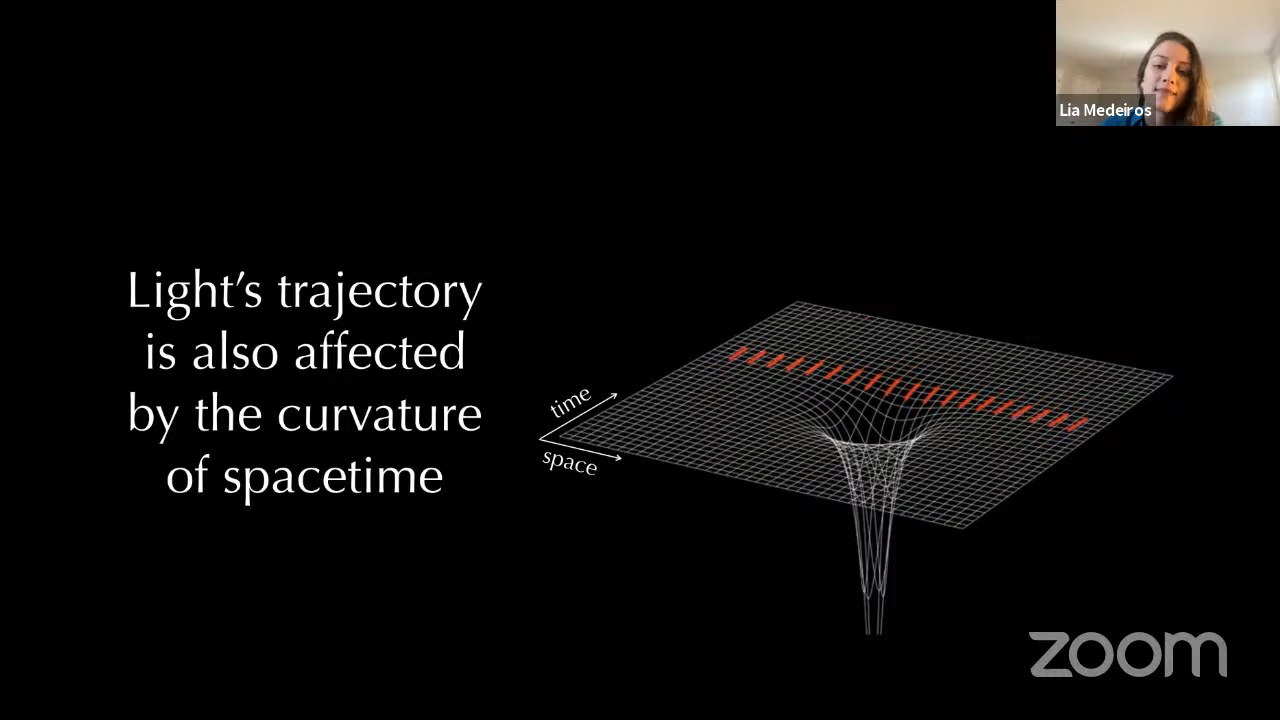 Lia Medeiros
Light's trajectory
is also affected
by the curvature
of spacetime
time
space
zoom